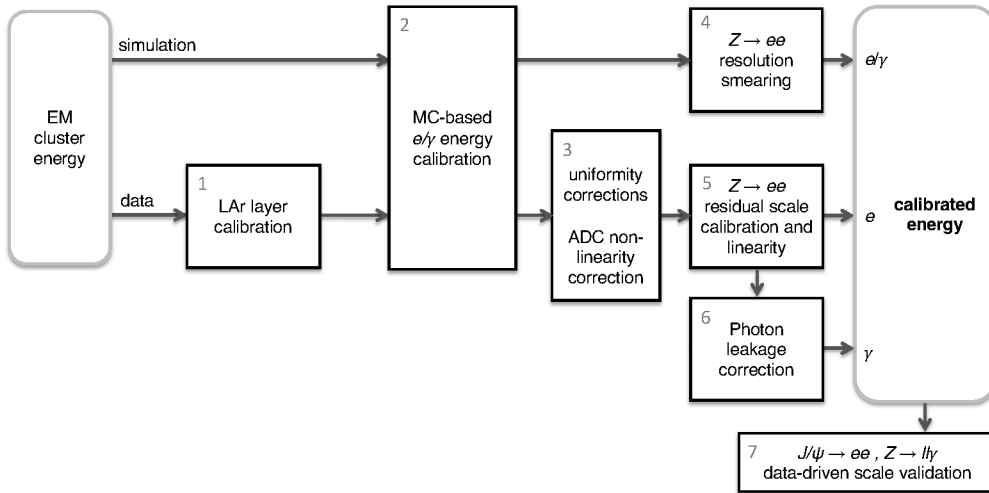 EM
cluster
energy
simulation
data
1
LAr layer
calibration
2
MC-based
e/γ energy
calibration
3
uniformity
corrections
ADC non-
linearity
correction
4
Z → ee
resolution
smearing
5
Z → ee
residual scale
calibration and
linearity
6
Photon
leakage
correction
e/γ
e
γ
calibrated
energy
7
J/ψ → ee , Z → llγ
data-driven scale validation